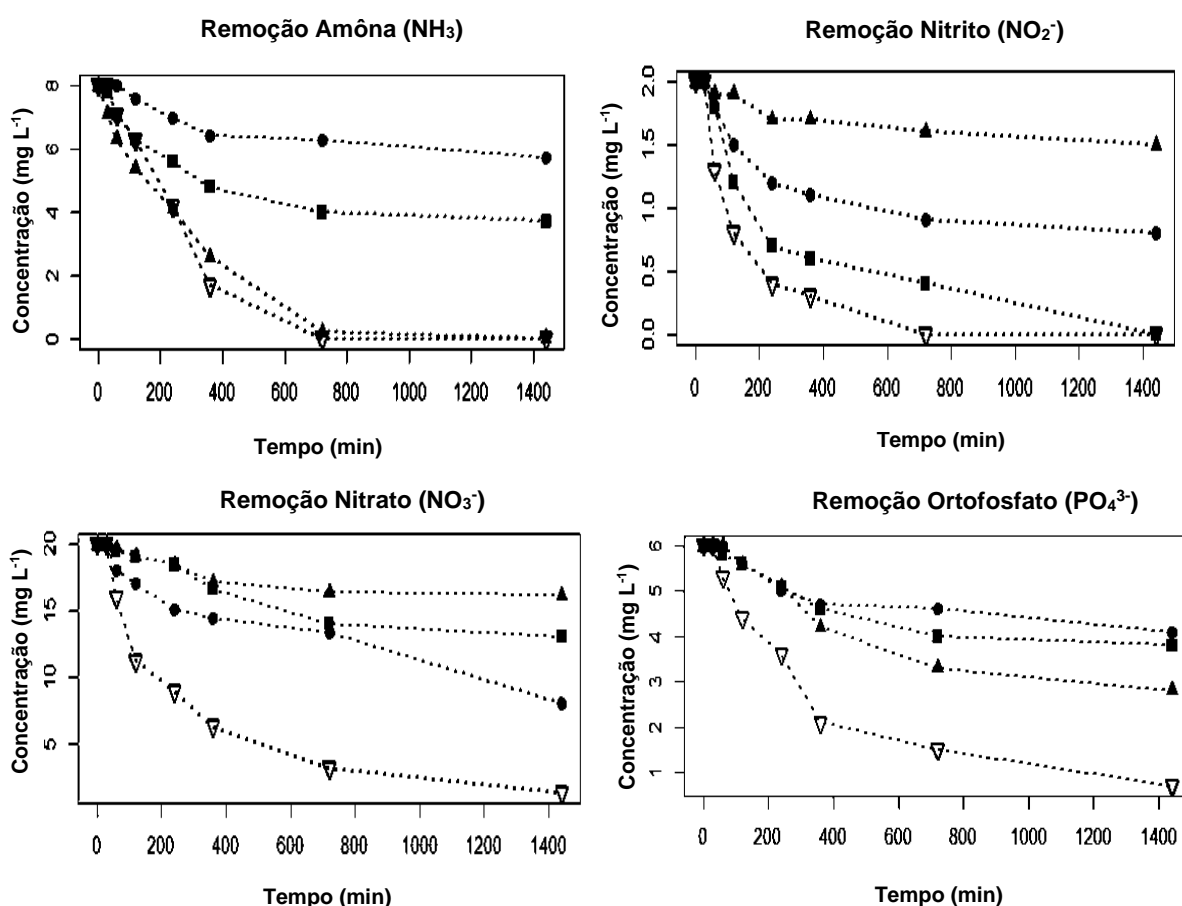 Remoção Amôna (NH₃)
Concentração (mg L⁻¹)
8
6
4
2
0
0 200 400 600 800 1000 1200 1400
Tempo (min)
Remoção Nitrito (NO₂⁻)
Concentração (mg L⁻¹)
2.0
1.5
1.0
0.5
0.0
0 200 400 600 800 1000 1200 1400
Tempo (min)
Remoção Nitrato (NO₃⁻)
Concentração (mg L⁻¹)
20
15
10
5
0 200 400 600 800 1000 1200 1400
Tempo (min)
Remoção Ortofosfato (PO₄³⁻)
Concentração (mg L⁻¹)
6
5
4
3
2
1
0 200 400 600 800 1000 1200 1400
Tempo (min)